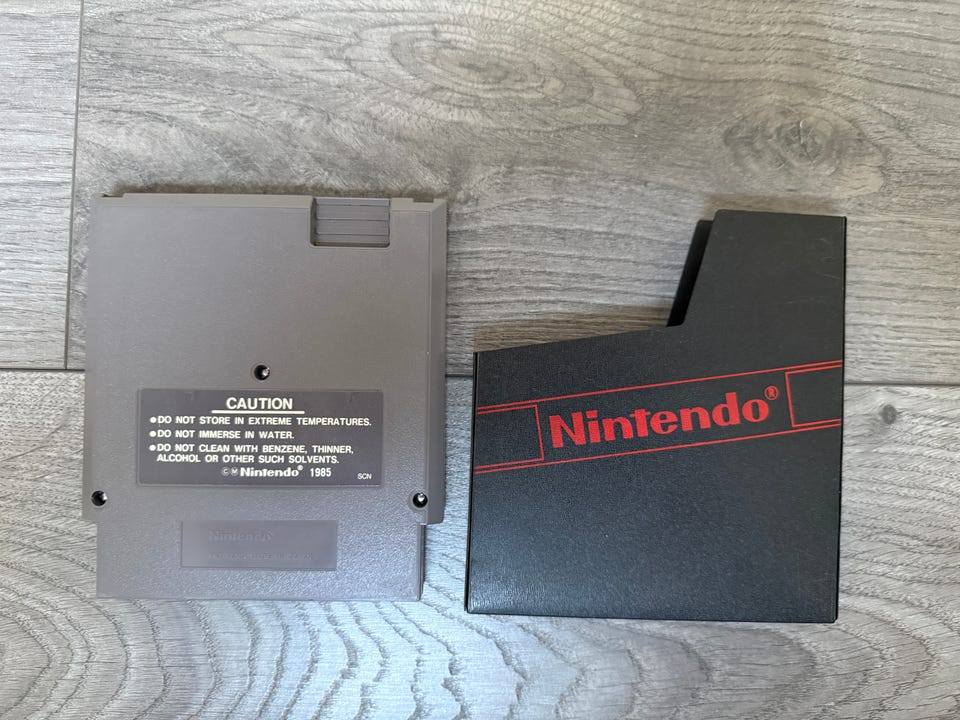 CAUTION
●DO NOT STORE IN EXTREME TEMPERATURES.
●DO NOT IMMERSE IN WATER.
●DO NOT CLEAN WITH BENZENE, THINNER,
ALCOHOL OR OTHER SUCH SOLVENTS.
©Ⓜ Nintendo® 1985
SCN
Nintendo
Nintendo®